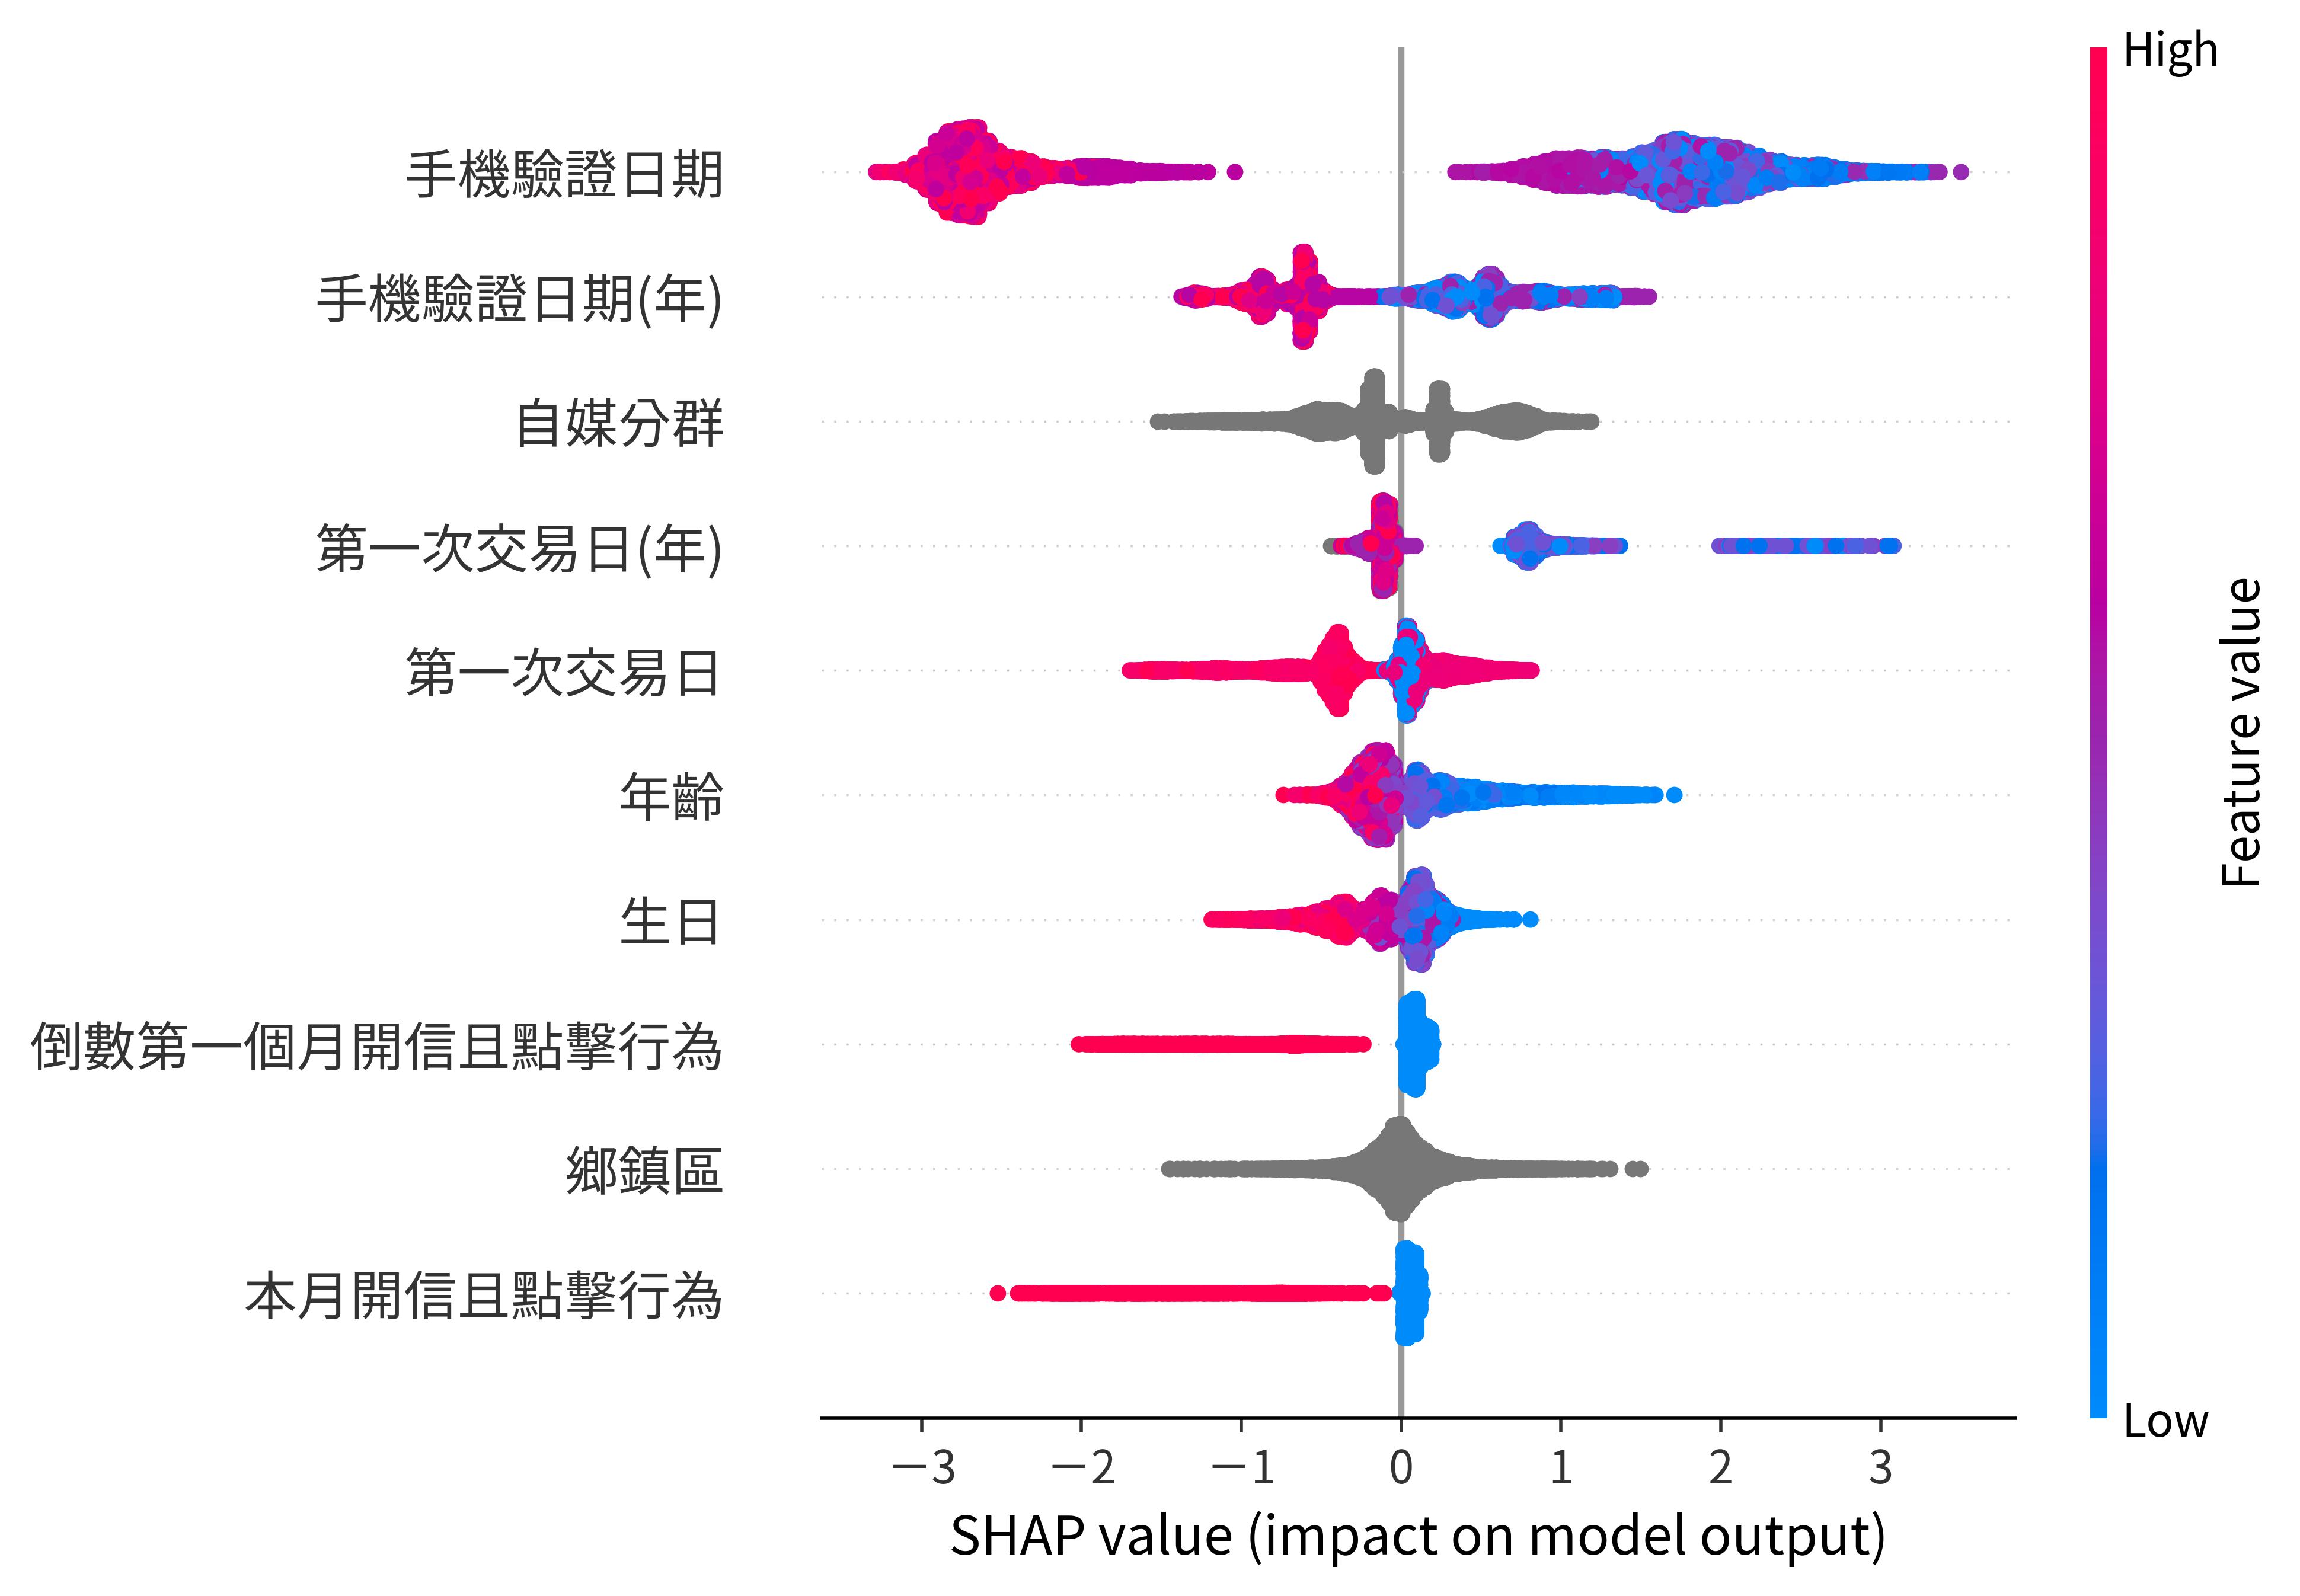 High
手機驗證日期
手機驗證日期(年)
自媒分群
第一次交易日(年)
第一次交易日
年齡
生日
倒數第一個月開信且點擊行為
鄉鎮區
本月開信且點擊行為
Feature value
Low
−3 −2 −1 0 1 2 3
SHAP value (impact on model output)